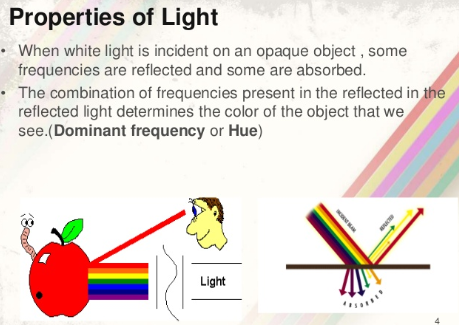 Properties of Light
• When white light is incident on an opaque object , some
frequencies are reflected and some are absorbed.
• The combination of frequencies present in the reflected in the
reflected light determines the color of the object that we
see.(Dominant frequency or Hue)
Light
INCIDENT BEAM
REFLECTED
ABSORBED
4